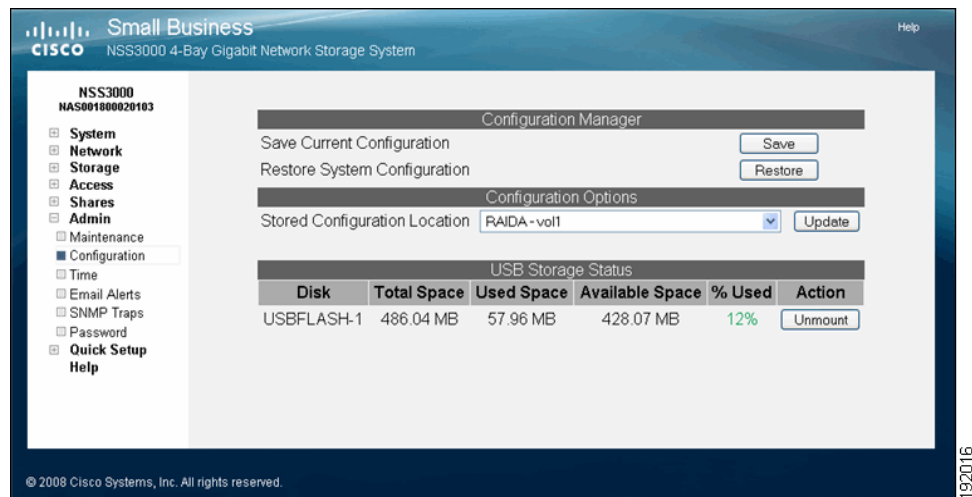 Small Business
CISCO NSS3000 4-Bay Gigabit Network Storage System
Help
NSS3000
NAS001800020103
System
Network
Storage
Access
Shares
Admin
Maintenance
Configuration
Time
Email Alerts
SNMP Traps
Password
Quick Setup
Help
Configuration Manager
Save Current Configuration Save
Restore System Configuration Restore
Configuration Options
Stored Configuration Location RAIDA-vol1 Update
USB Storage Status
Disk Total Space Used Space Available Space % Used Action
USBFLASH-1 486.04 MB 57.96 MB 428.07 MB 12% Unmount
© 2008 Cisco Systems, Inc. All rights reserved.
192016